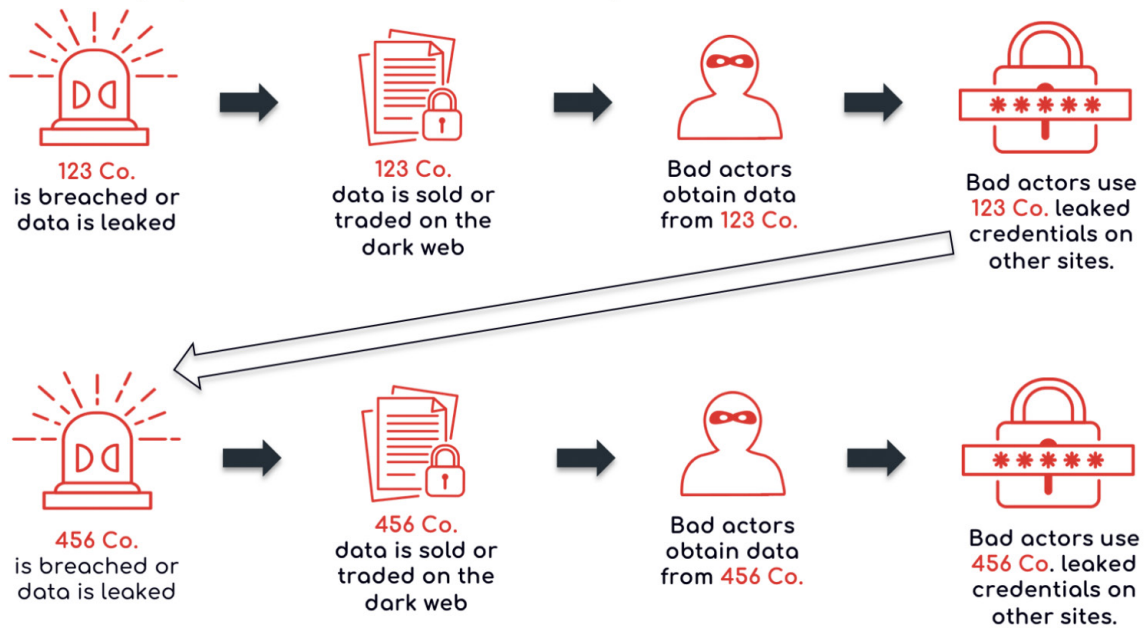 123 Co.
is breached or
data is leaked
123 Co.
data is sold or
traded on the
dark web
Bad actors
obtain data
from 123 Co.
Bad actors use
123 Co. leaked
credentials on
other sites.
456 Co.
is breached or
data is leaked
456 Co.
data is sold or
traded on the
dark web
Bad actors
obtain data
from 456 Co.
Bad actors use
456 Co. leaked
credentials on
other sites.